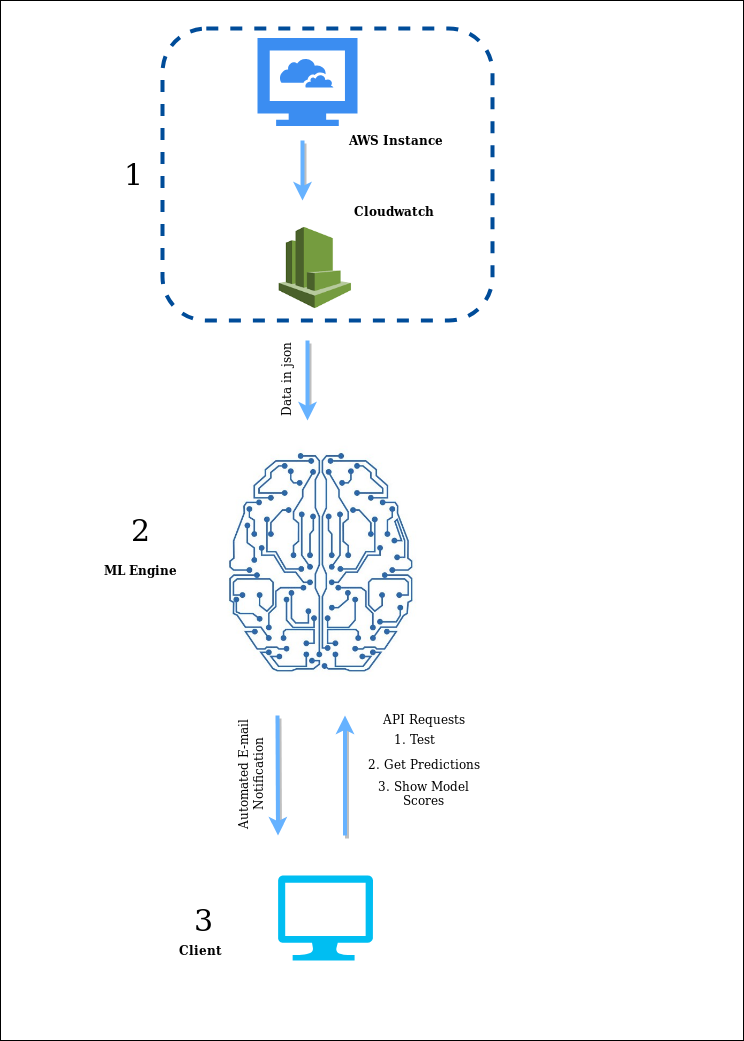 1
AWS Instance
Cloudwatch
Data in json
2
ML Engine
Automated E-mail
Notification
API Requests
1. Test
2. Get Predictions
3. Show Model
Scores
3
Client